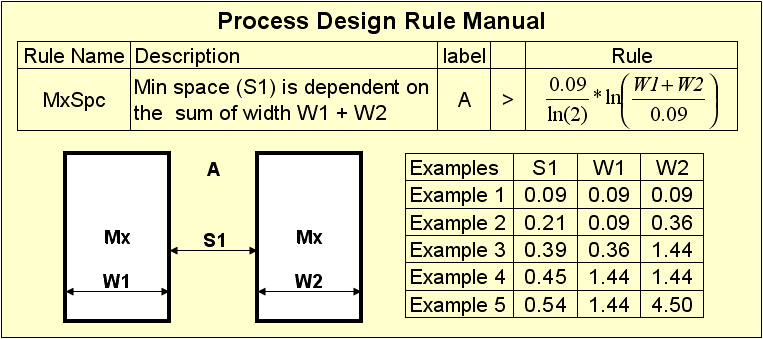 Process Design Rule Manual
Rule Name Description label Rule
MxSpc Min space (S1) is dependent on the sum of width W1 + W2 A > 0.09/ln(2) * ln((W1+W2)/0.09)
A
Mx S1 Mx
W1 W2
Examples S1 W1 W2
Example 1 0.09 0.09 0.09
Example 2 0.21 0.09 0.36
Example 3 0.39 0.36 1.44
Example 4 0.45 1.44 1.44
Example 5 0.54 1.44 4.50